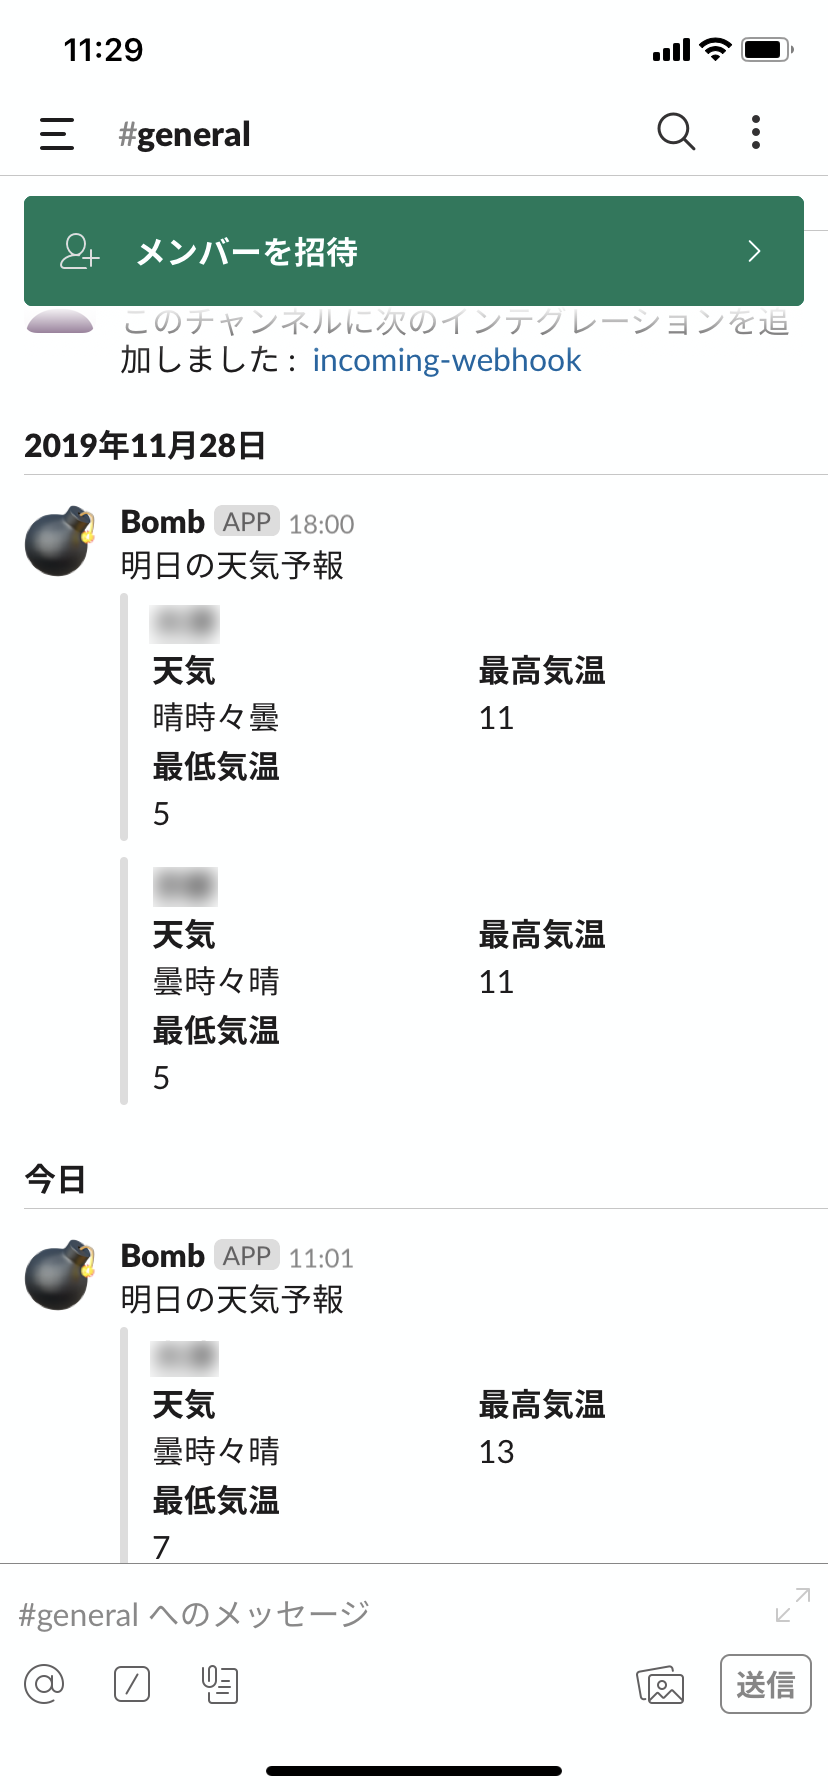 11:29
#general
メンバーを招待
このチャンネルに次のインテグレーションを追
加しました： incoming-webhook
2019年11月28日
Bomb APP 18:00
明日の天気予報
天気 最高気温
晴時々曇 11
最低気温
5
天気 最高気温
曇時々晴 11
最低気温
5
今日
Bomb APP 11:01
明日の天気予報
天気 最高気温
曇時々晴 13
最低気温
7
#general へのメッセージ
送信